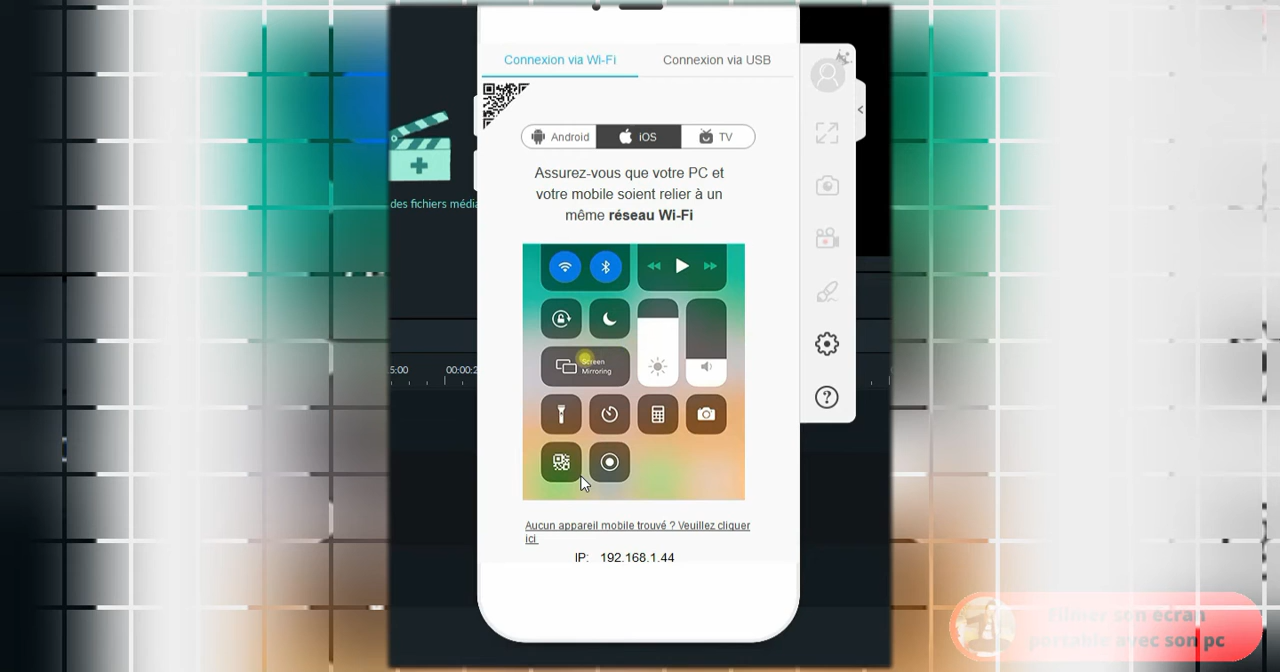 Connexion via Wi-Fi
Connexion via USB
Android
iOS
TV
Assurez-vous que votre PC et
votre mobile soient relier à un
même réseau Wi-Fi
des fichiers média
Screen
Mirroring
5:00
00:00:2
Aucun appareil mobile trouvé ? Veuillez cliquer
ici
IP: 192.168.1.44
Filmer son écran
portable avec son pc